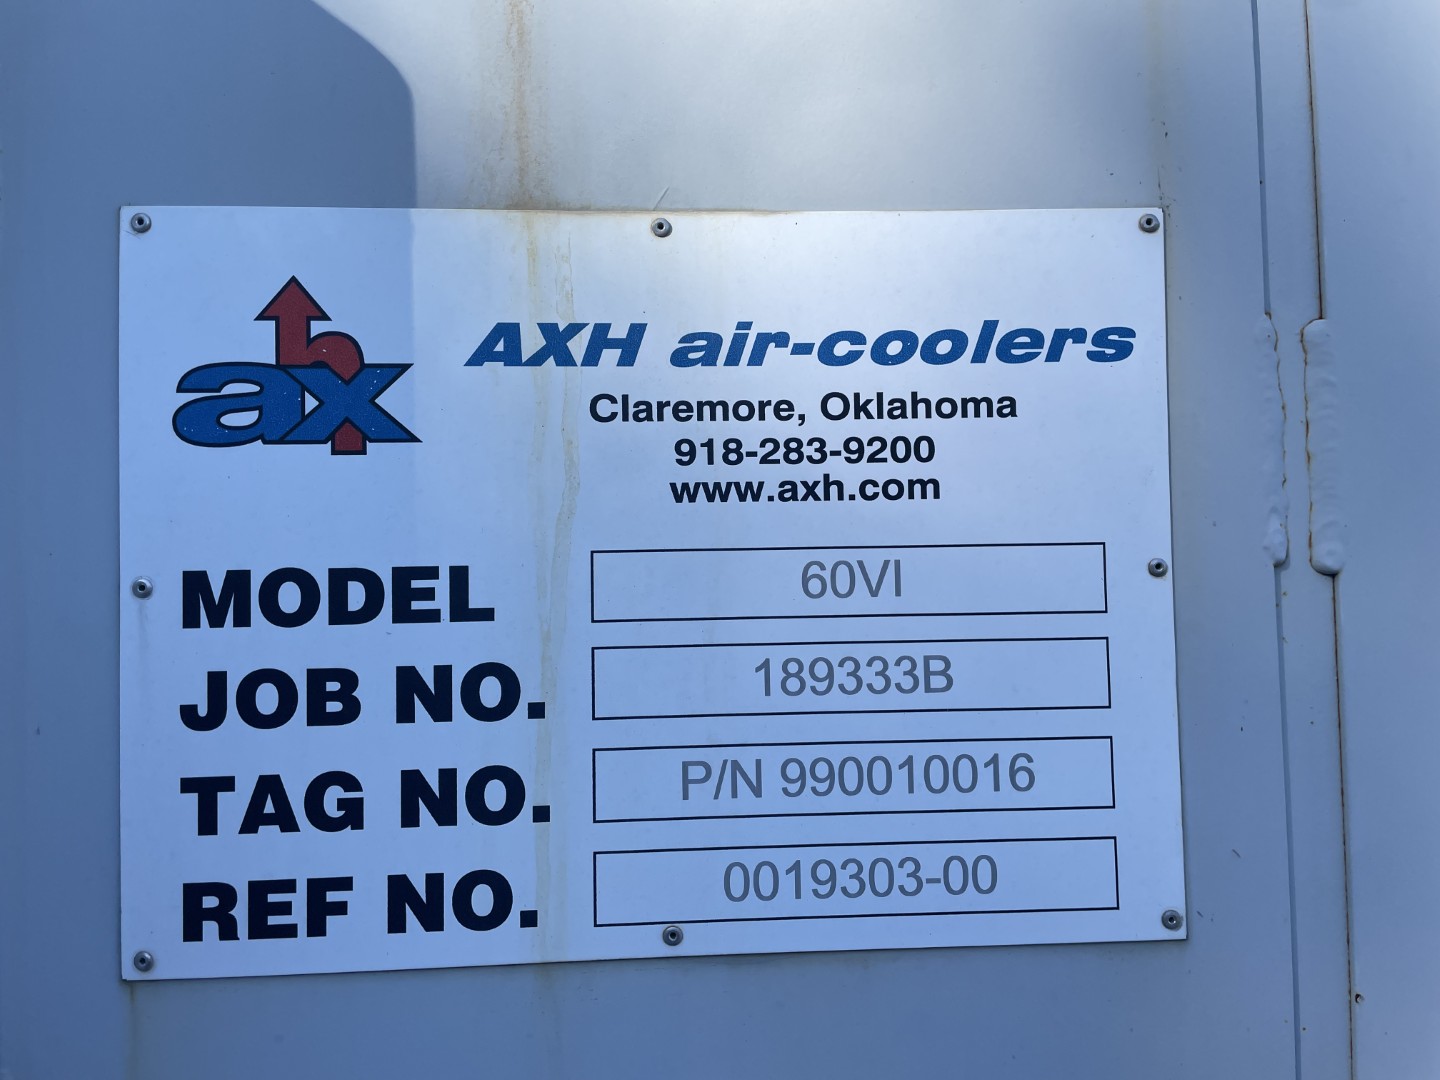 axh
AXH air-coolers
Claremore, Oklahoma
918-283-9200
www.axh.com
MODEL 60VI
JOB NO. 189333B
TAG NO. P/N 990010016
REF NO. 0019303-00